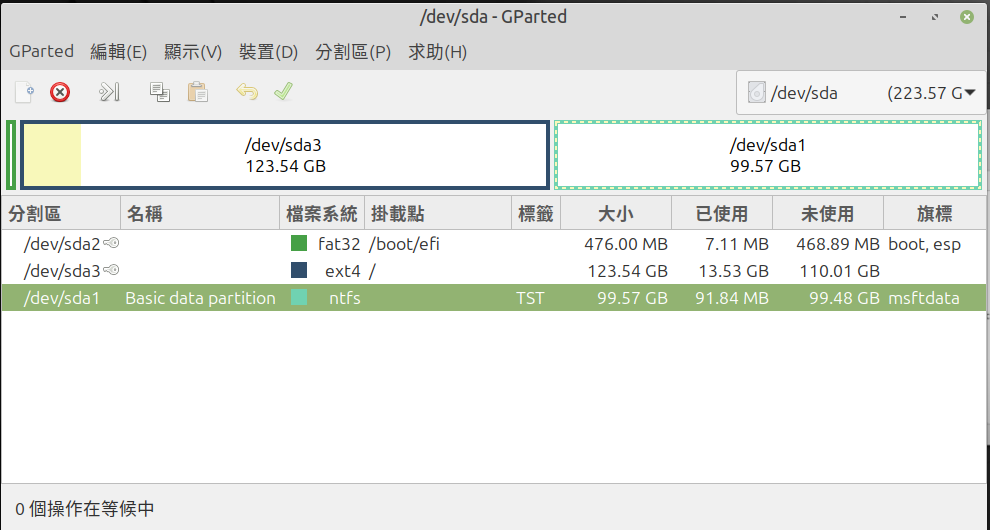 /dev/sda - GParted
GParted 編輯(E) 顯示(V) 裝置(D) 分割區(P) 求助(H)
/dev/sda (223.57 G
/dev/sda3
123.54 GB
/dev/sda1
99.57 GB
分割區 名稱 檔案系統 掛載點 標籤 大小 已使用 未使用 旗標
/dev/sda2 fat32 /boot/efi 476.00 MB 7.11 MB 468.89 MB boot, esp
/dev/sda3 ext4 / 123.54 GB 13.53 GB 110.01 GB
/dev/sda1 Basic data partition ntfs TST 99.57 GB 91.84 MB 99.48 GB msftdata
0 個操作在等候中